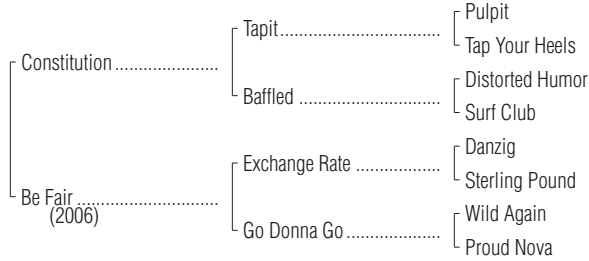 Pulpit
Tapit
Tap Your Heels
Constitution
Distorted Humor
Baffled
Surf Club
Danzig
Exchange Rate
Sterling Pound
Be Fair
(2006)
Wild Again
Go Donna Go
Proud Nova